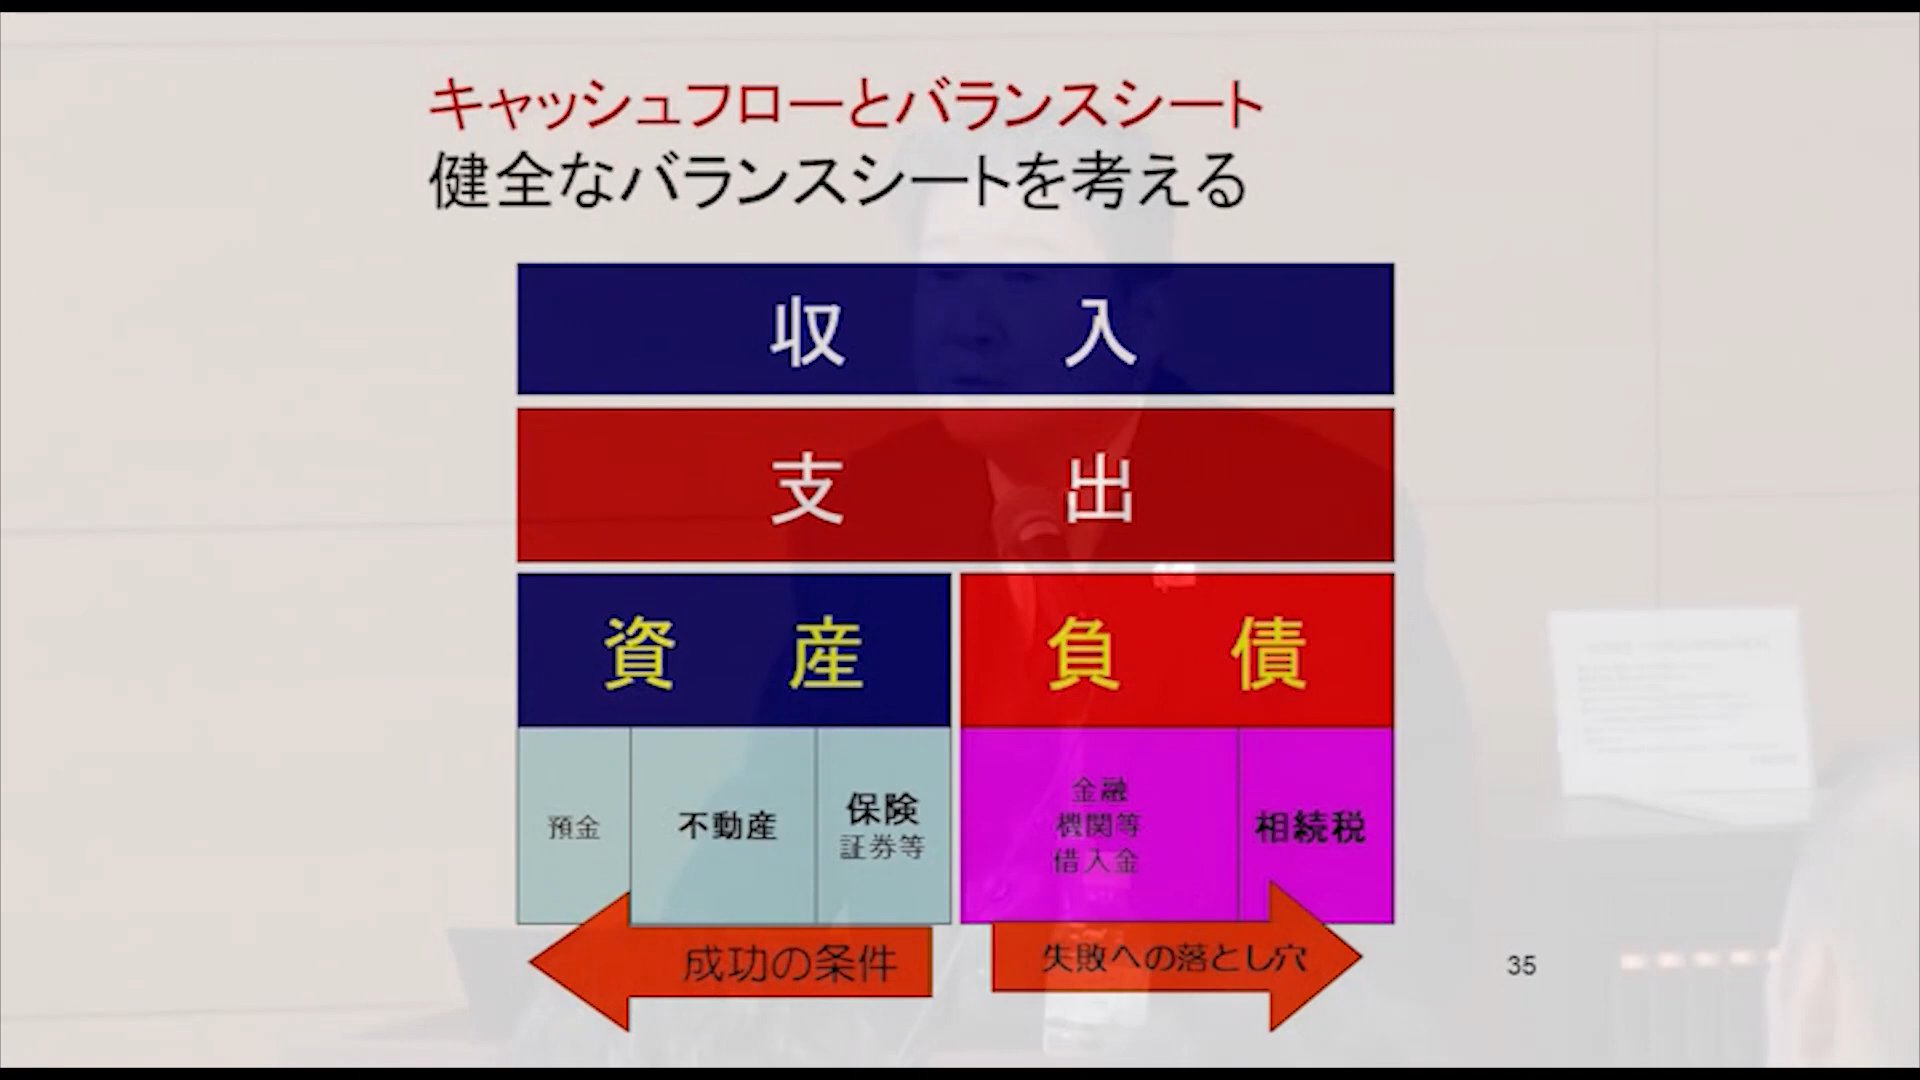 キャッシュフローとバランスシート
健全なバランスシートを考える
収入
支出
資産
負債
預金
不動産
保険
証券等
金融
機関等
借入金
相続税
成功の条件
失敗への落とし穴
35